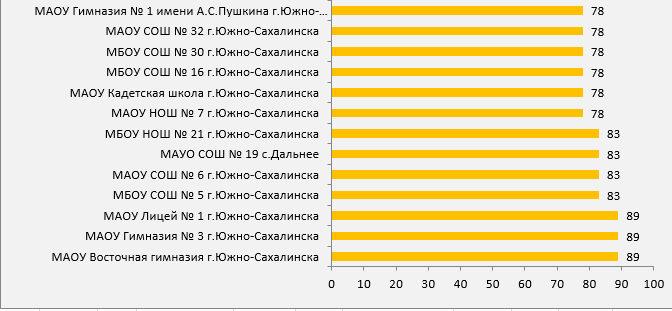 МАОУ Гимназия № 1 имени А.С.Пушкина г.Южно-... 78
МАОУ СОШ № 32 г.Южно-Сахалинска 78
МБОУ СОШ № 30 г.Южно-Сахалинска 78
МБОУ СОШ № 16 г.Южно-Сахалинска 78
МАОУ Кадетская школа г.Южно-Сахалинска 78
МАОУ НОШ № 7 г.Южно-Сахалинска 78
МБОУ НОШ № 21 г.Южно-Сахалинска 83
МАУО СОШ № 19 с.Дальнее 83
МАОУ СОШ № 6 г.Южно-Сахалинска 83
МБОУ СОШ № 5 г.Южно-Сахалинска 83
МАОУ Лицей № 1 г.Южно-Сахалинска 89
МАОУ Гимназия № 3 г.Южно-Сахалинска 89
МАОУ Восточная гимназия г.Южно-Сахалинска 89
0 10 20 30 40 50 60 70 80 90 100